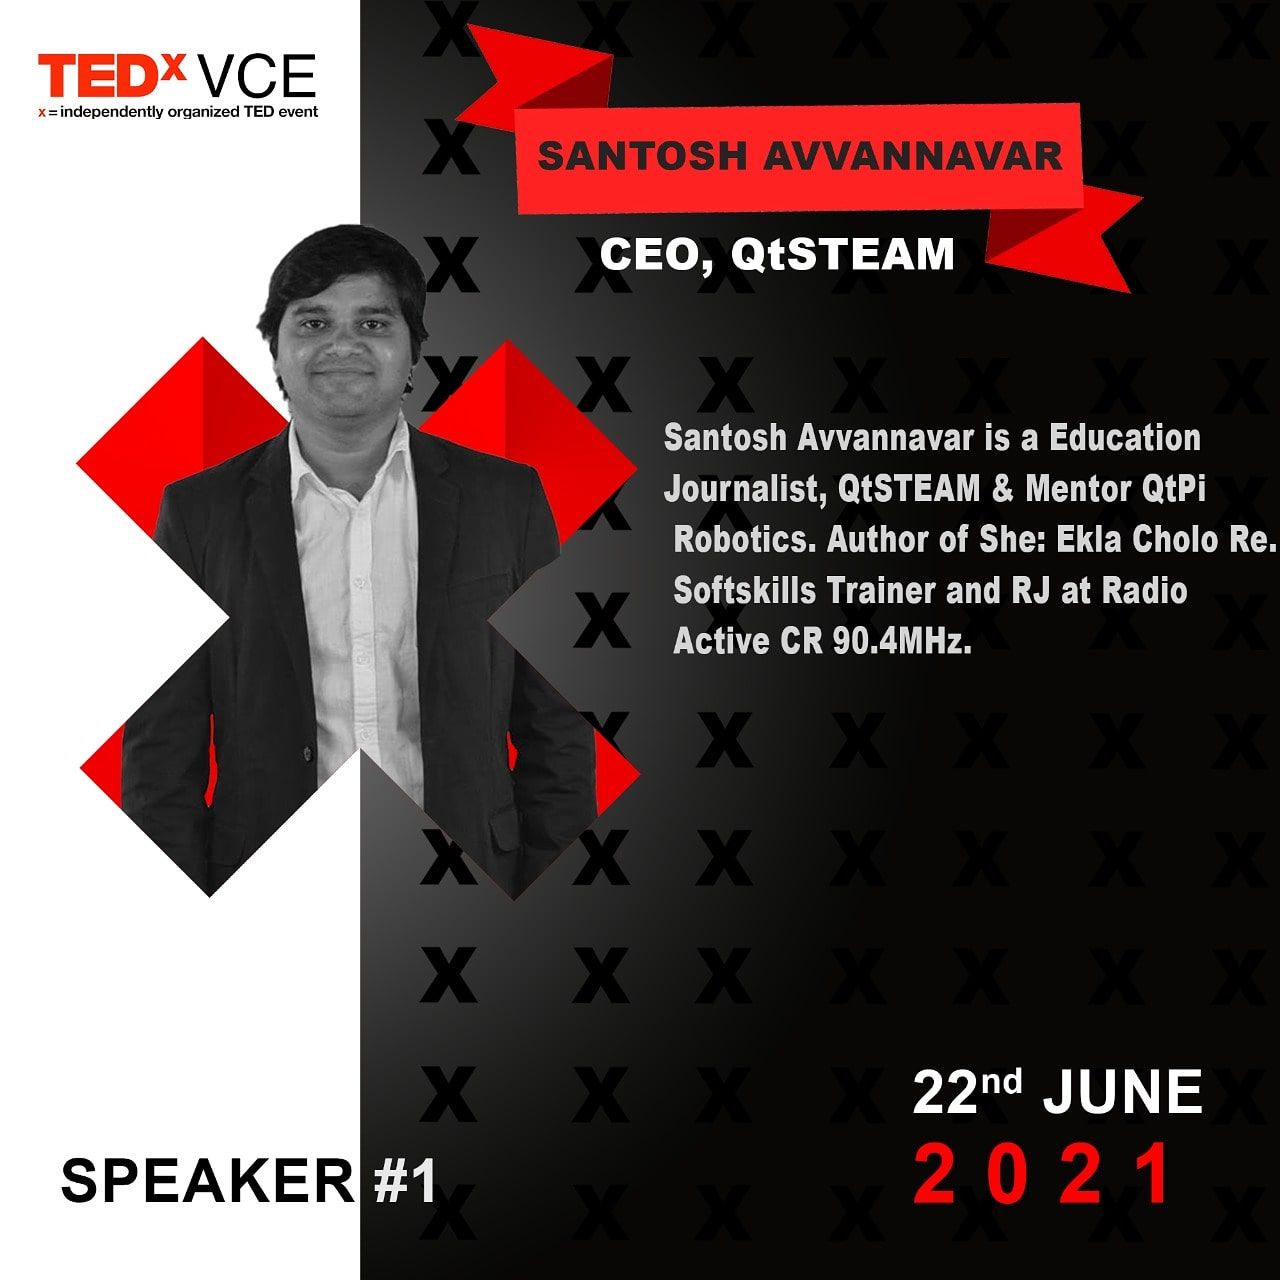 TEDx VCE
x = independently organized TED event
SANTOSH AVVANNAVAR
CEO, QtSTEAM
Santosh Avvannavar is a Education
Journalist, QtSTEAM & Mentor QtPi
Robotics. Author of She: Ekla Cholo Re.
Softskills Trainer and RJ at Radio
Active CR 90.4MHz.
22nd JUNE
2021
SPEAKER #1